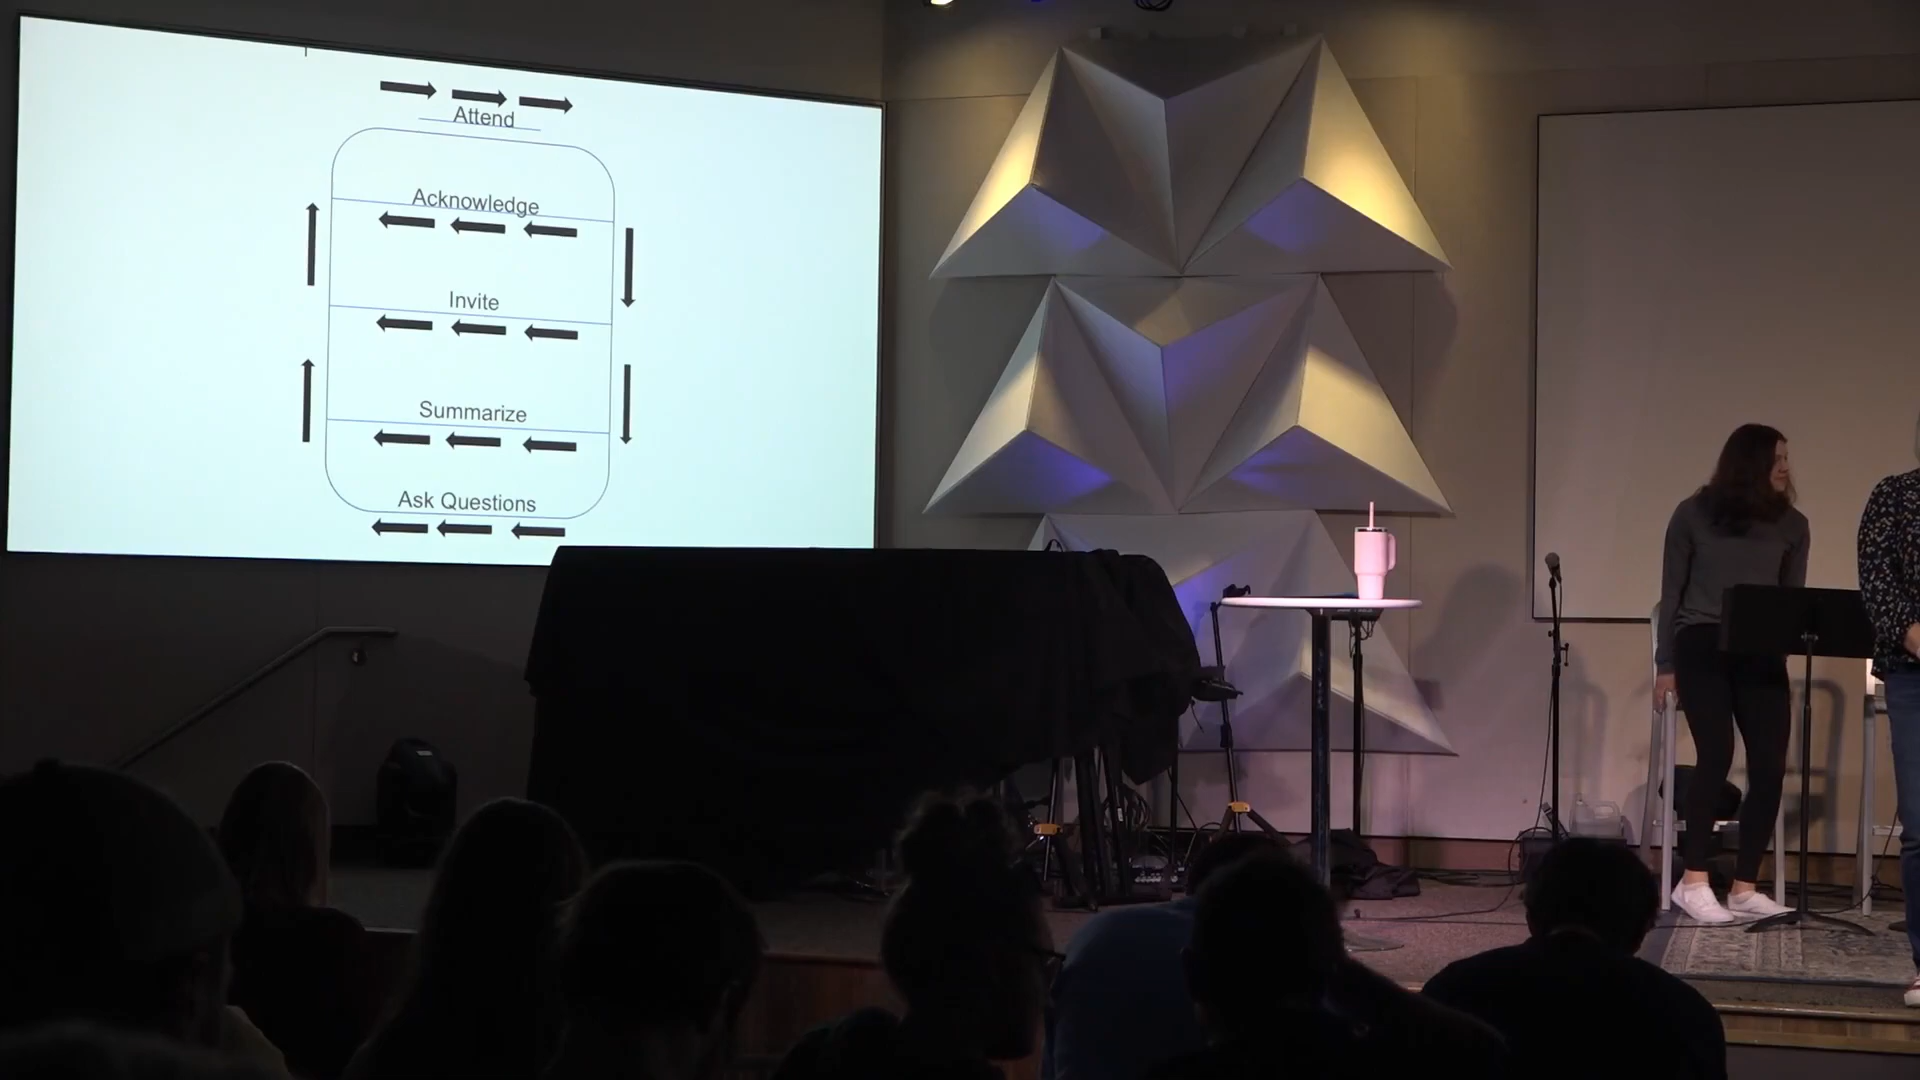 Attend
Acknowledge
Invite
Summarize
Ask Questions